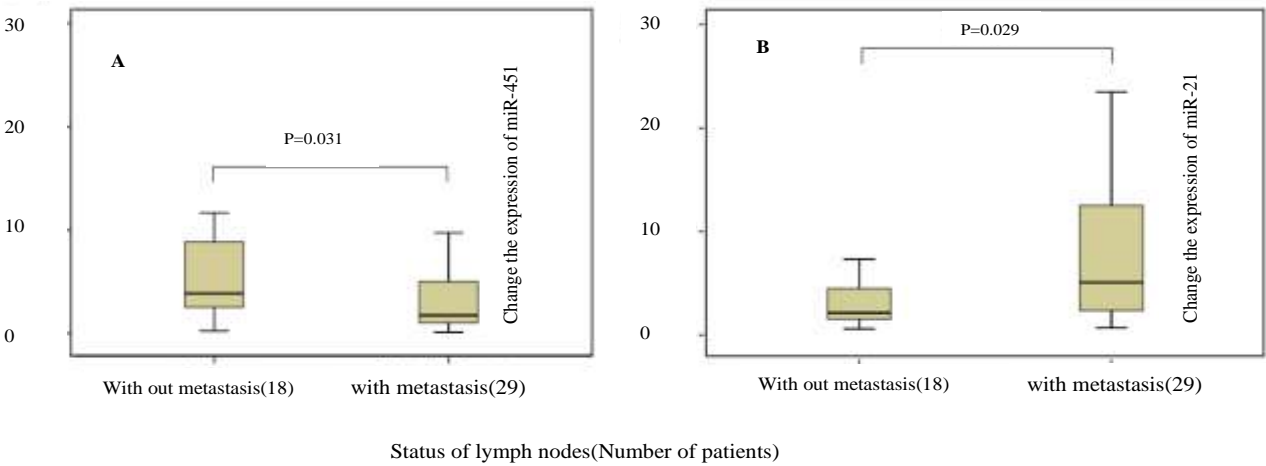 30
20
10
0
A
P=0.031
Change the expression of miR-451
With out metastasis(18)
with metastasis(29)
30
20
10
0
B
P=0.029
Change the expression of miR-21
With out metastasis(18)
with metastasis(29)
Status of lymph nodes(Number of patients)